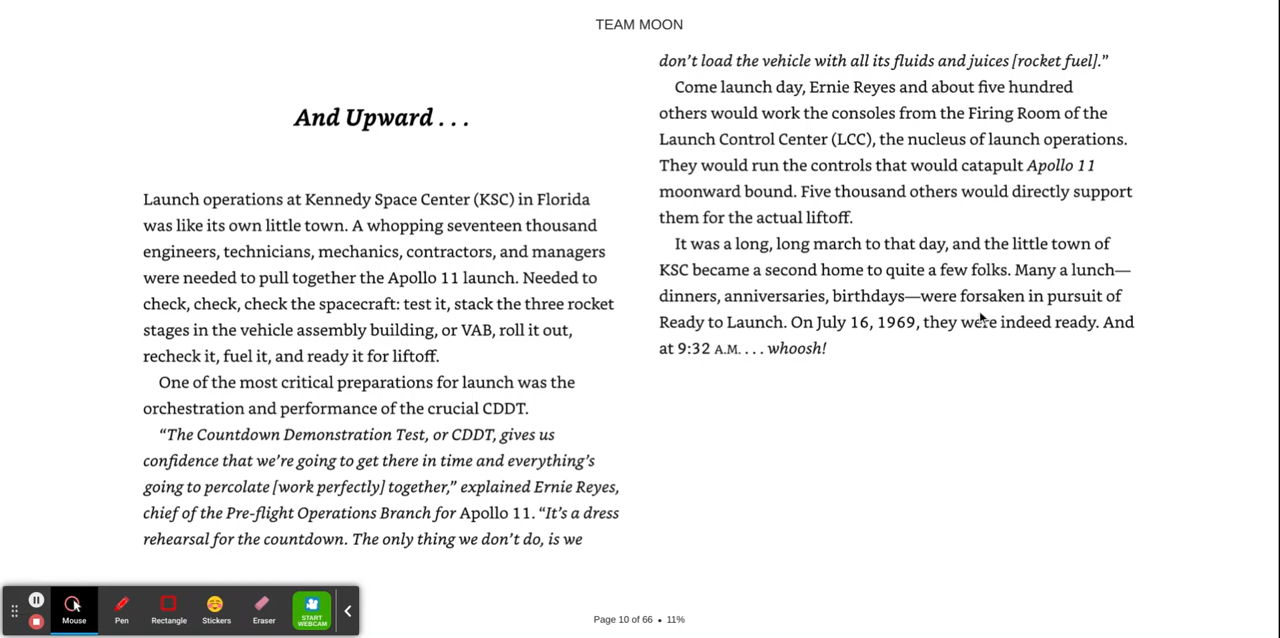 TEAM MOON
And Upward . . .
Launch operations at Kennedy Space Center (KSC) in Florida
was like its own little town. A whopping seventeen thousand
engineers, technicians, mechanics, contractors, and managers
were needed to pull together the Apollo 11 launch. Needed to
check, check, check the spacecraft: test it, stack the three rocket
stages in the vehicle assembly building, or VAB, roll it out,
recheck it, fuel it, and ready it for liftoff.
One of the most critical preparations for launch was the
orchestration and performance of the crucial CDDT.
“The Countdown Demonstration Test, or CDDT, gives us
confidence that we’re going to get there in time and everything’s
going to percolate [work perfectly] together,” explained Ernie Reyes,
chief of the Pre-flight Operations Branch for Apollo 11. “It’s a dress
rehearsal for the countdown. The only thing we don’t do, is we
don’t load the vehicle with all its fluids and juices [rocket fuel].”
Come launch day, Ernie Reyes and about five hundred
others would work the consoles from the Firing Room of the
Launch Control Center (LCC), the nucleus of launch operations.
They would run the controls that would catapult Apollo 11
moonward bound. Five thousand others would directly support
them for the actual liftoff.
It was a long, long march to that day, and the little town of
KSC became a second home to quite a few folks. Many a lunch—
dinners, anniversaries, birthdays—were forsaken in pursuit of
Ready to Launch. On July 16, 1969, they were indeed ready. And
at 9:32 A.M. . . . whoosh!
Mouse
Pen
Rectangle
Stickers
Eraser
START
WEBCAM
Page 10 of 66 • 11%